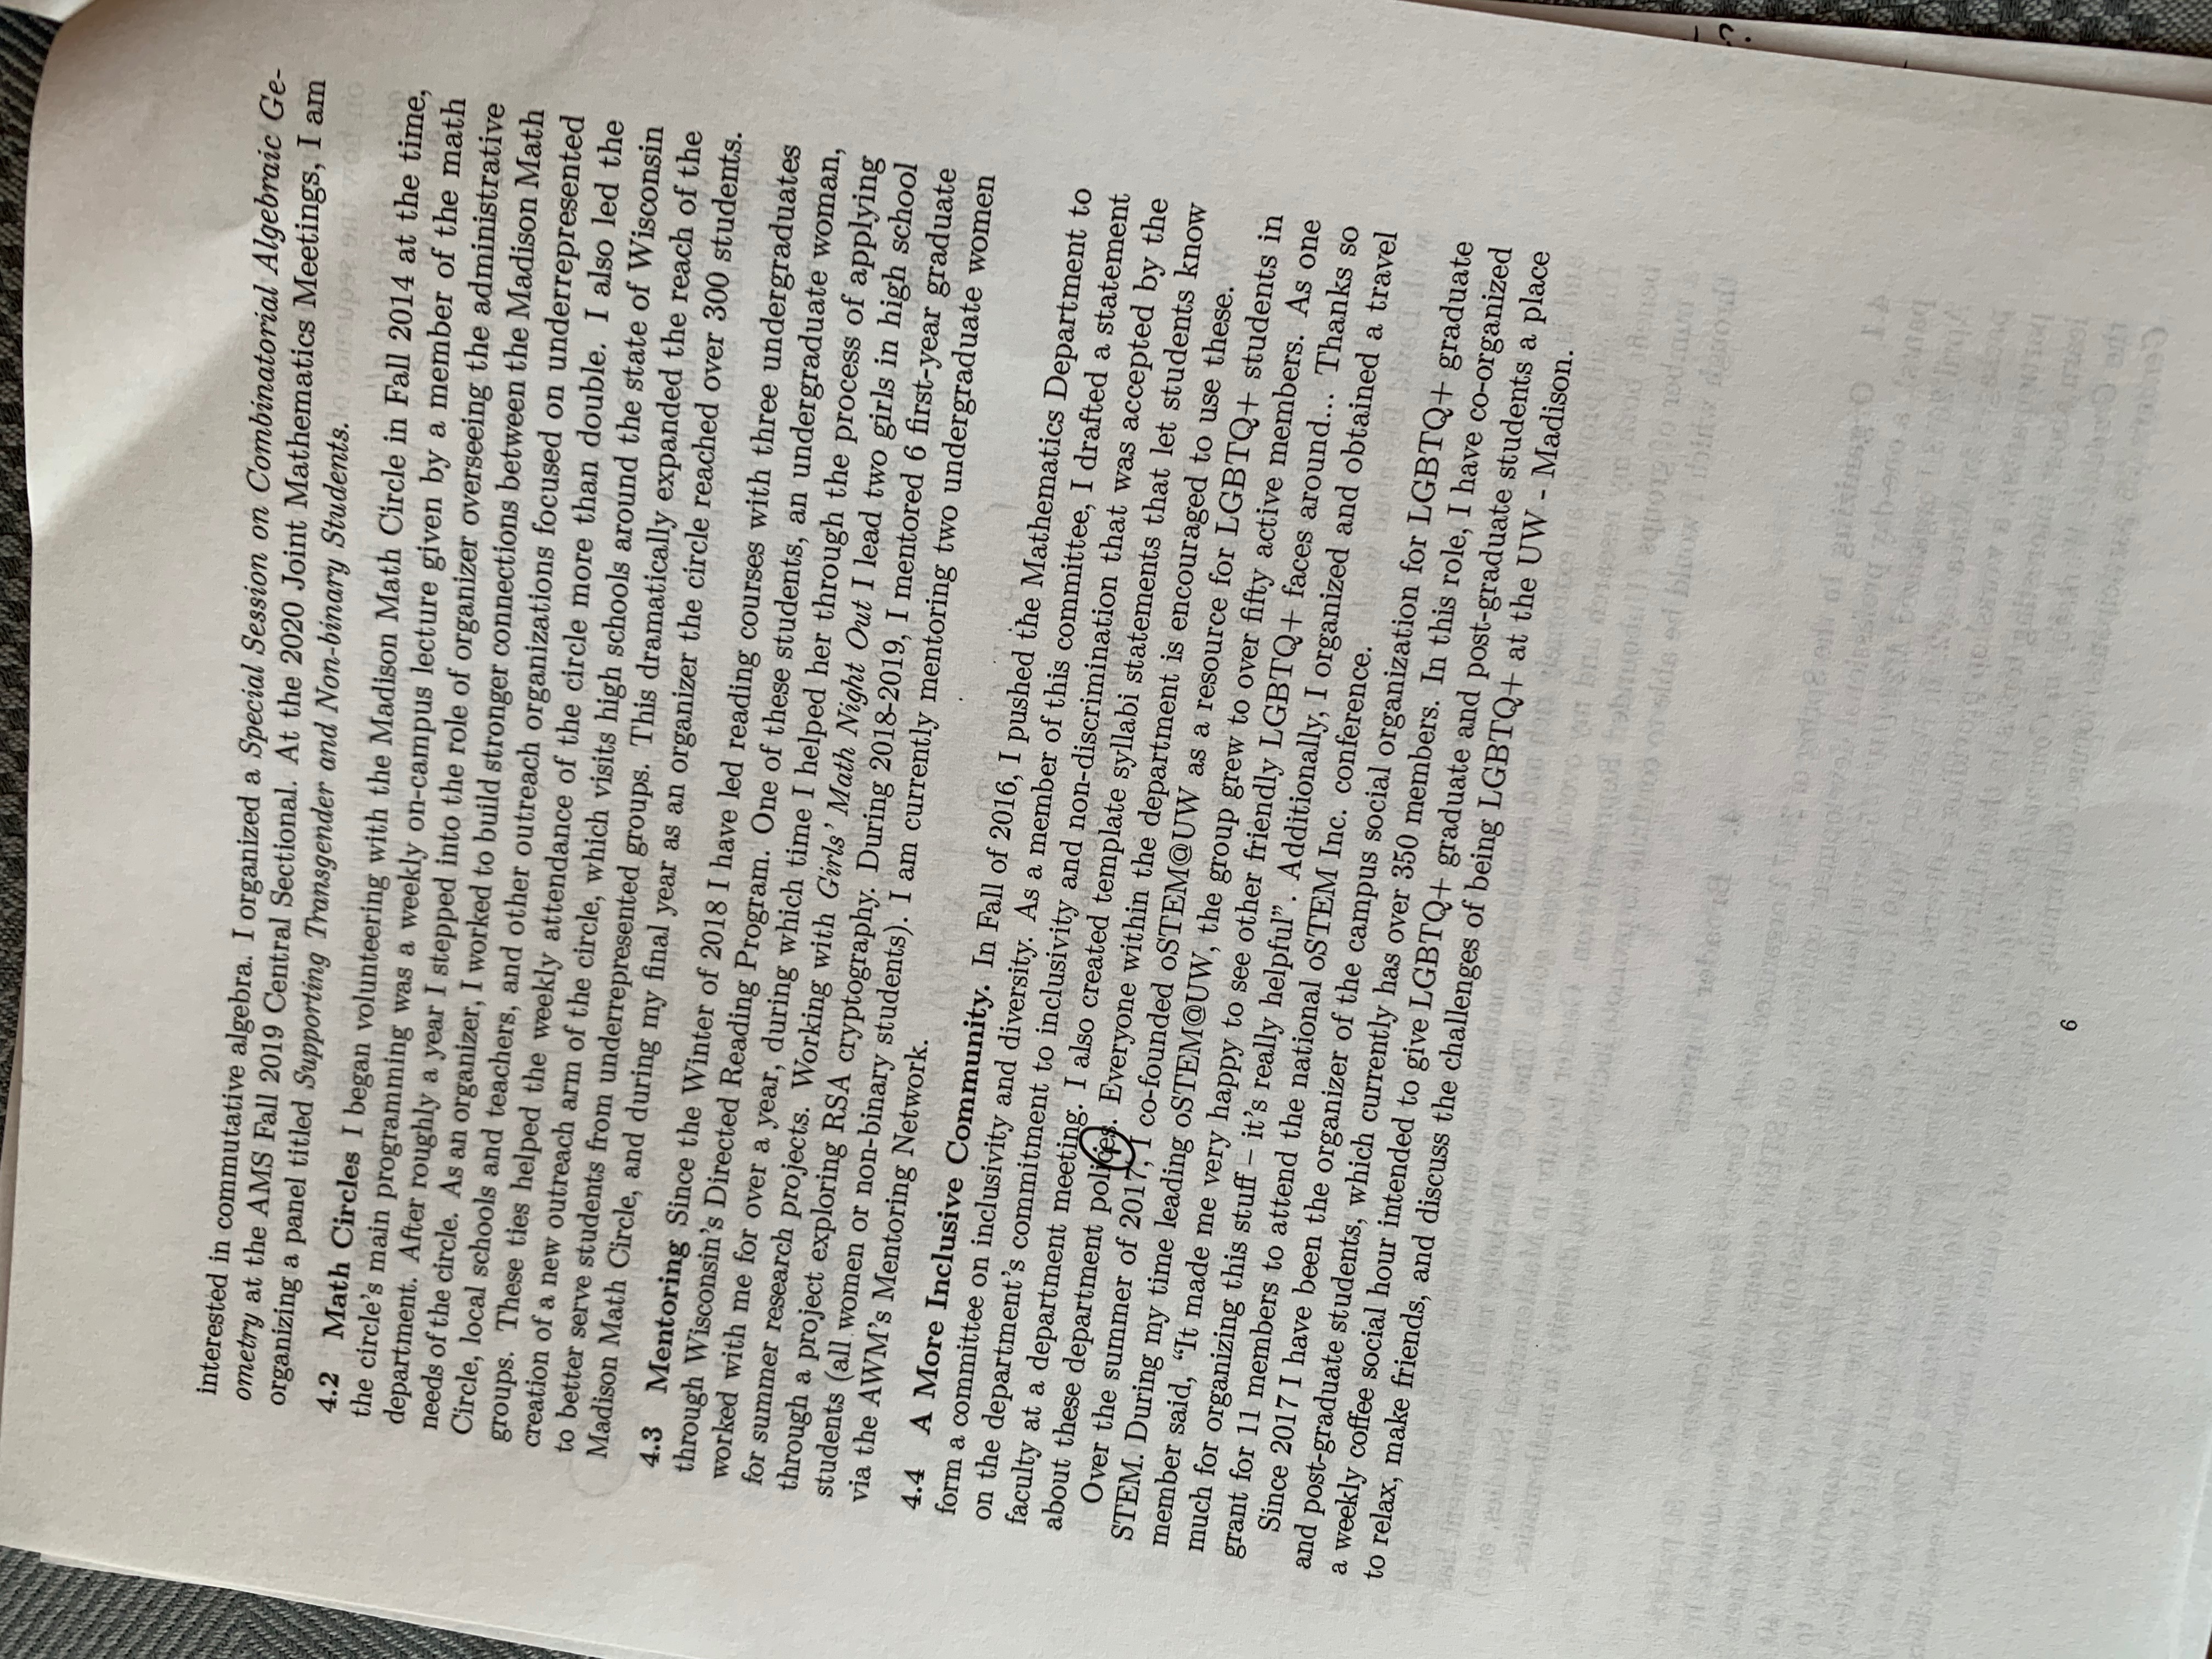 interested in commutative algebra. I organized a Special Session on Combinatorial Algebraic Ge-
ometry at the AMS Fall 2019 Central Sectional. At the 2020 Joint Mathematics Meetings, I am
organizing a panel titled Supporting Transgender and Non-binary Students.
4.2 Math Circles I began volunteering with the Madison Math Circle in Fall 2014 at the time,
the circle's main programming was a weekly on-campus lecture given by a member of the math
department. After roughly a year I stepped into the role of organizer overseeing the administrative
needs of the circle. As an organizer, I worked to build stronger connections between the Madison Math
Circle, local schools and teachers, and other outreach organizations focused on underrepresented
groups. These ties helped the weekly attendance of the circle more than double. I also led the
creation of a new outreach arm of the circle, which visits high schools around the state of Wisconsin
to better serve students from underrepresented groups. This dramatically expanded the reach of the
Madison Math Circle, and during my final year as an organizer the circle reached over 300 students.
4.3 Mentoring Since the Winter of 2018 I have led reading courses with three undergraduates
through Wisconsin's Directed Reading Program. One of these students, an undergraduate woman,
worked with me for over a year, during which time I helped her through the process of applying
for summer research projects. Working with Girls' Math Night Out I lead two girls in high school
through a project exploring RSA cryptography. During 2018-2019, I mentored 6 first-year graduate
students (all women or non-binary students). I am currently mentoring two undergraduate women
via the AWM's Mentoring Network.
4.4 A More Inclusive Community. In Fall of 2016, I pushed the Mathematics Department to
form a committee on inclusivity and diversity. As a member of this committee, I drafted a statement
on the department's commitment to inclusivity and non-discrimination that was accepted by the
faculty at a department meeting. I also created template syllabi statements that let students know
about these department polices. Everyone within the department is encouraged to use these.
Over the summer of 2017, I co-founded oSTEM@UW as a resource for LGBTQ+ students in
STEM. During my time leading oSTEM@UW, the group grew to over fifty active members. As one
member said, "It made me very happy to see other friendly LGBTQ+ faces around... Thanks so
much for organizing this stuff – it's really helpful". Additionally, I organized and obtained a travel
grant for 11 members to attend the national oSTEM Inc. conference.
Since 2017 I have been the organizer of the campus social organization for LGBTQ+ graduate
and post-graduate students, which currently has over 350 members. In this role, I have co-organized
a weekly coffee social hour intended to give LGBTQ+ graduate and post-graduate students a place
to relax, make friends, and discuss the challenges of being LGBTQ+ at the UW - Madison.
6